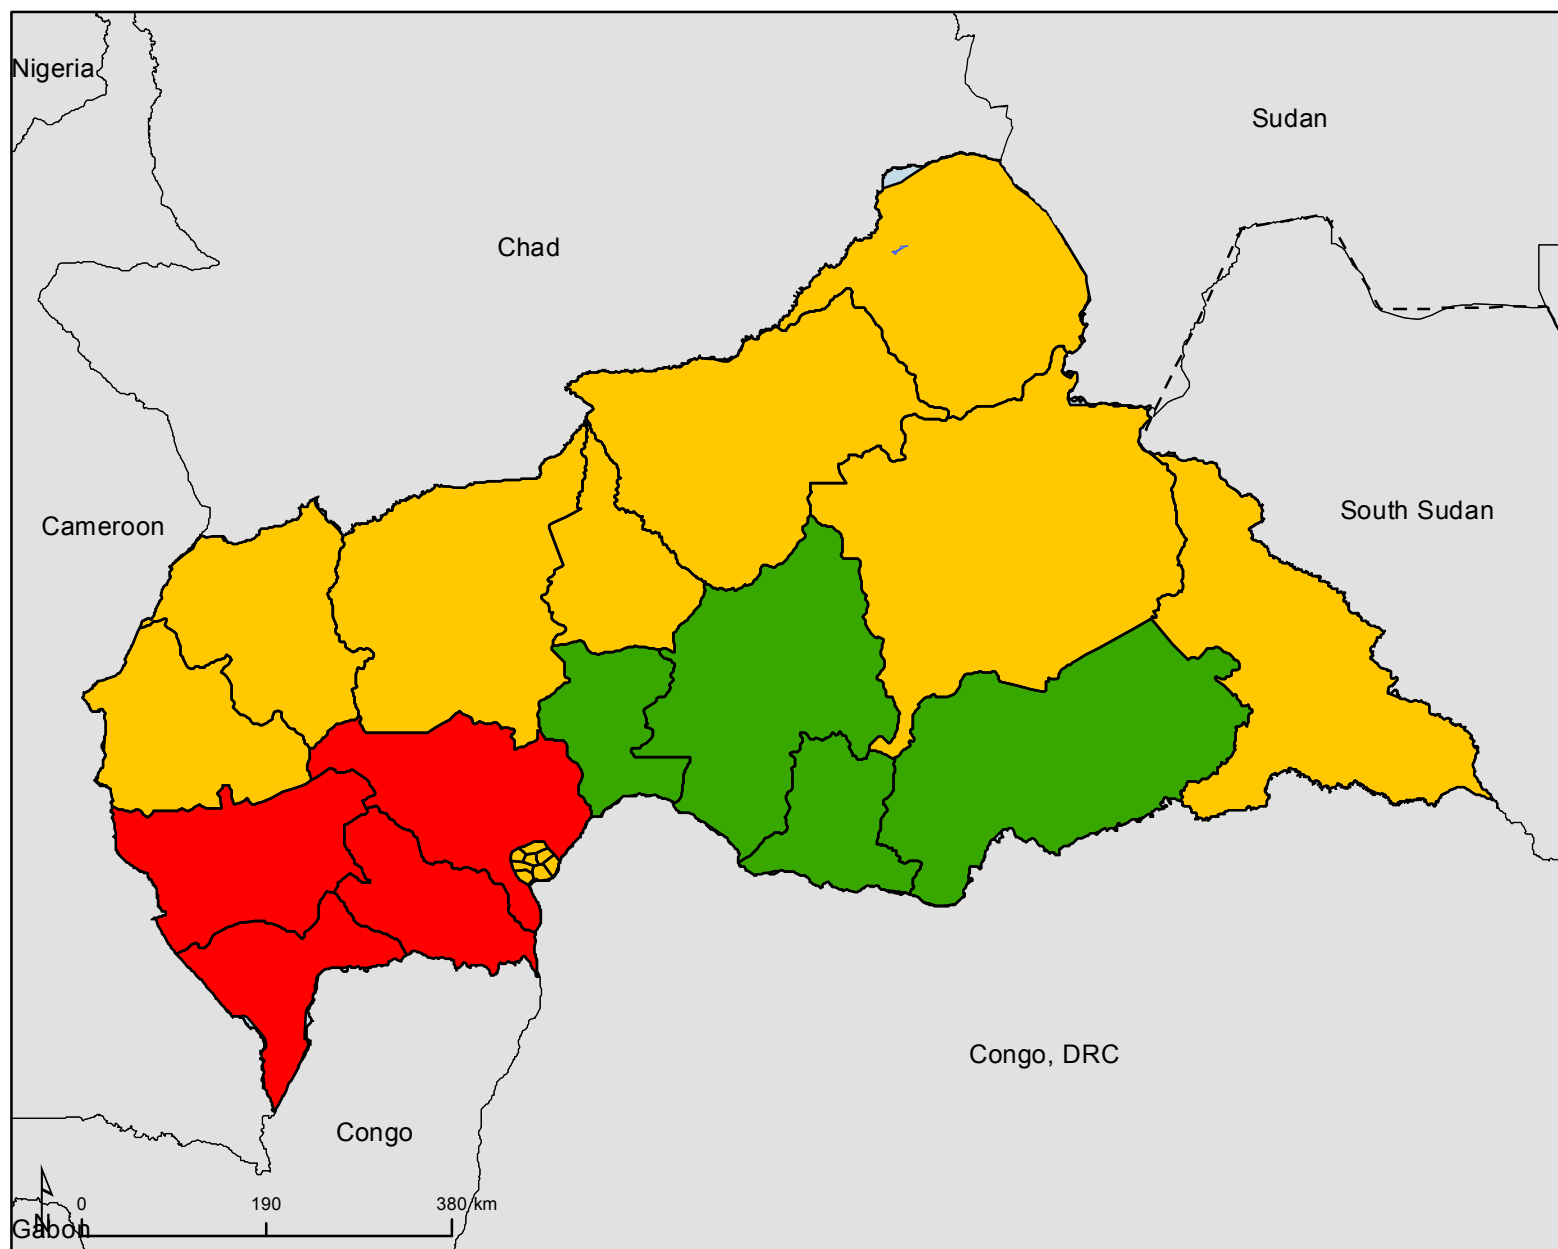 Nigeria
Sudan
Chad
South Sudan
Cameroon
Congo, DRC
Congo
0 190 380 km
N
Gabon